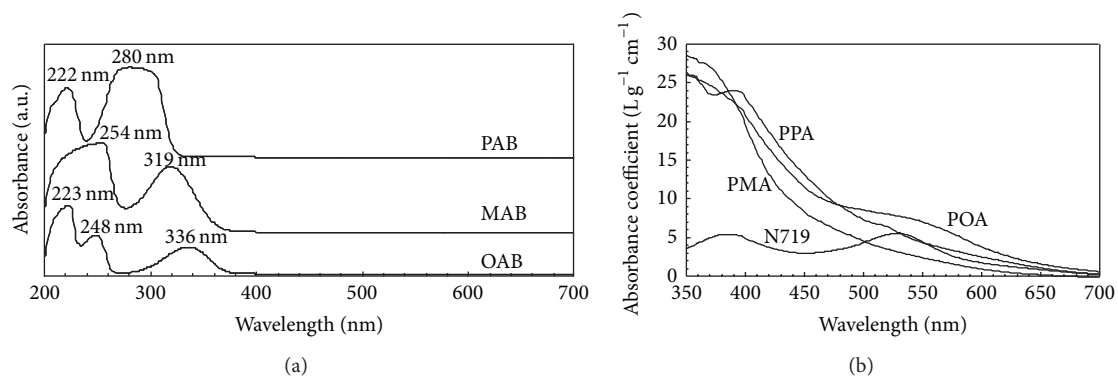 280 nm
222 nm
254 nm
319 nm
223 nm
248 nm
336 nm
PAB
MAB
OAB
Absorbance (a.u.)
200 300 400 500 600 700
Wavelength (nm)
(a)
30
25
20
15
10
5
0
PPA
PMA
POA
N719
Absorbance coefficient (L g⁻¹ cm⁻¹)
350 400 450 500 550 600 650 700
Wavelength (nm)
(b)